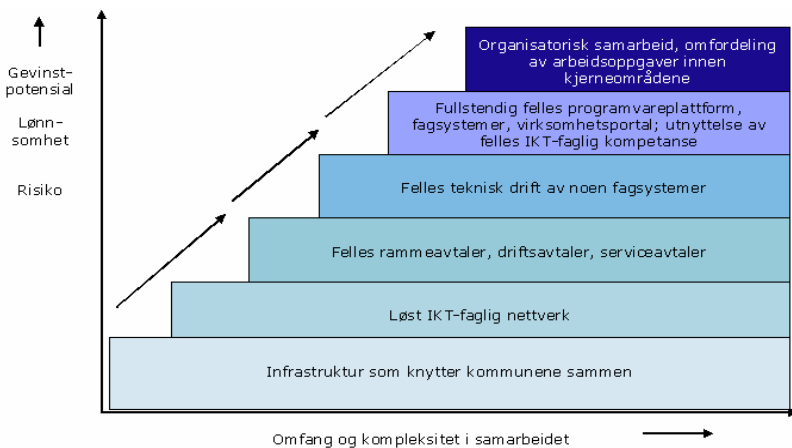 Gevinst-
potensial
Lønn-
somhet
Risiko
Organisatorisk samarbeid, omfordeling
av arbeidsoppgaver innen
kjerneområdene
Fullstendig felles programvareplattform,
fagsystemer, virksomhetsportal; utnyttelse av
felles IKT-faglig kompetanse
Felles teknisk drift av noen fagsystemer
Felles rammeavtaler, driftsavtaler, serviceavtaler
Løst IKT-faglig nettverk
Infrastruktur som knytter kommunene sammen
Omfang og kompleksitet i samarbeidet